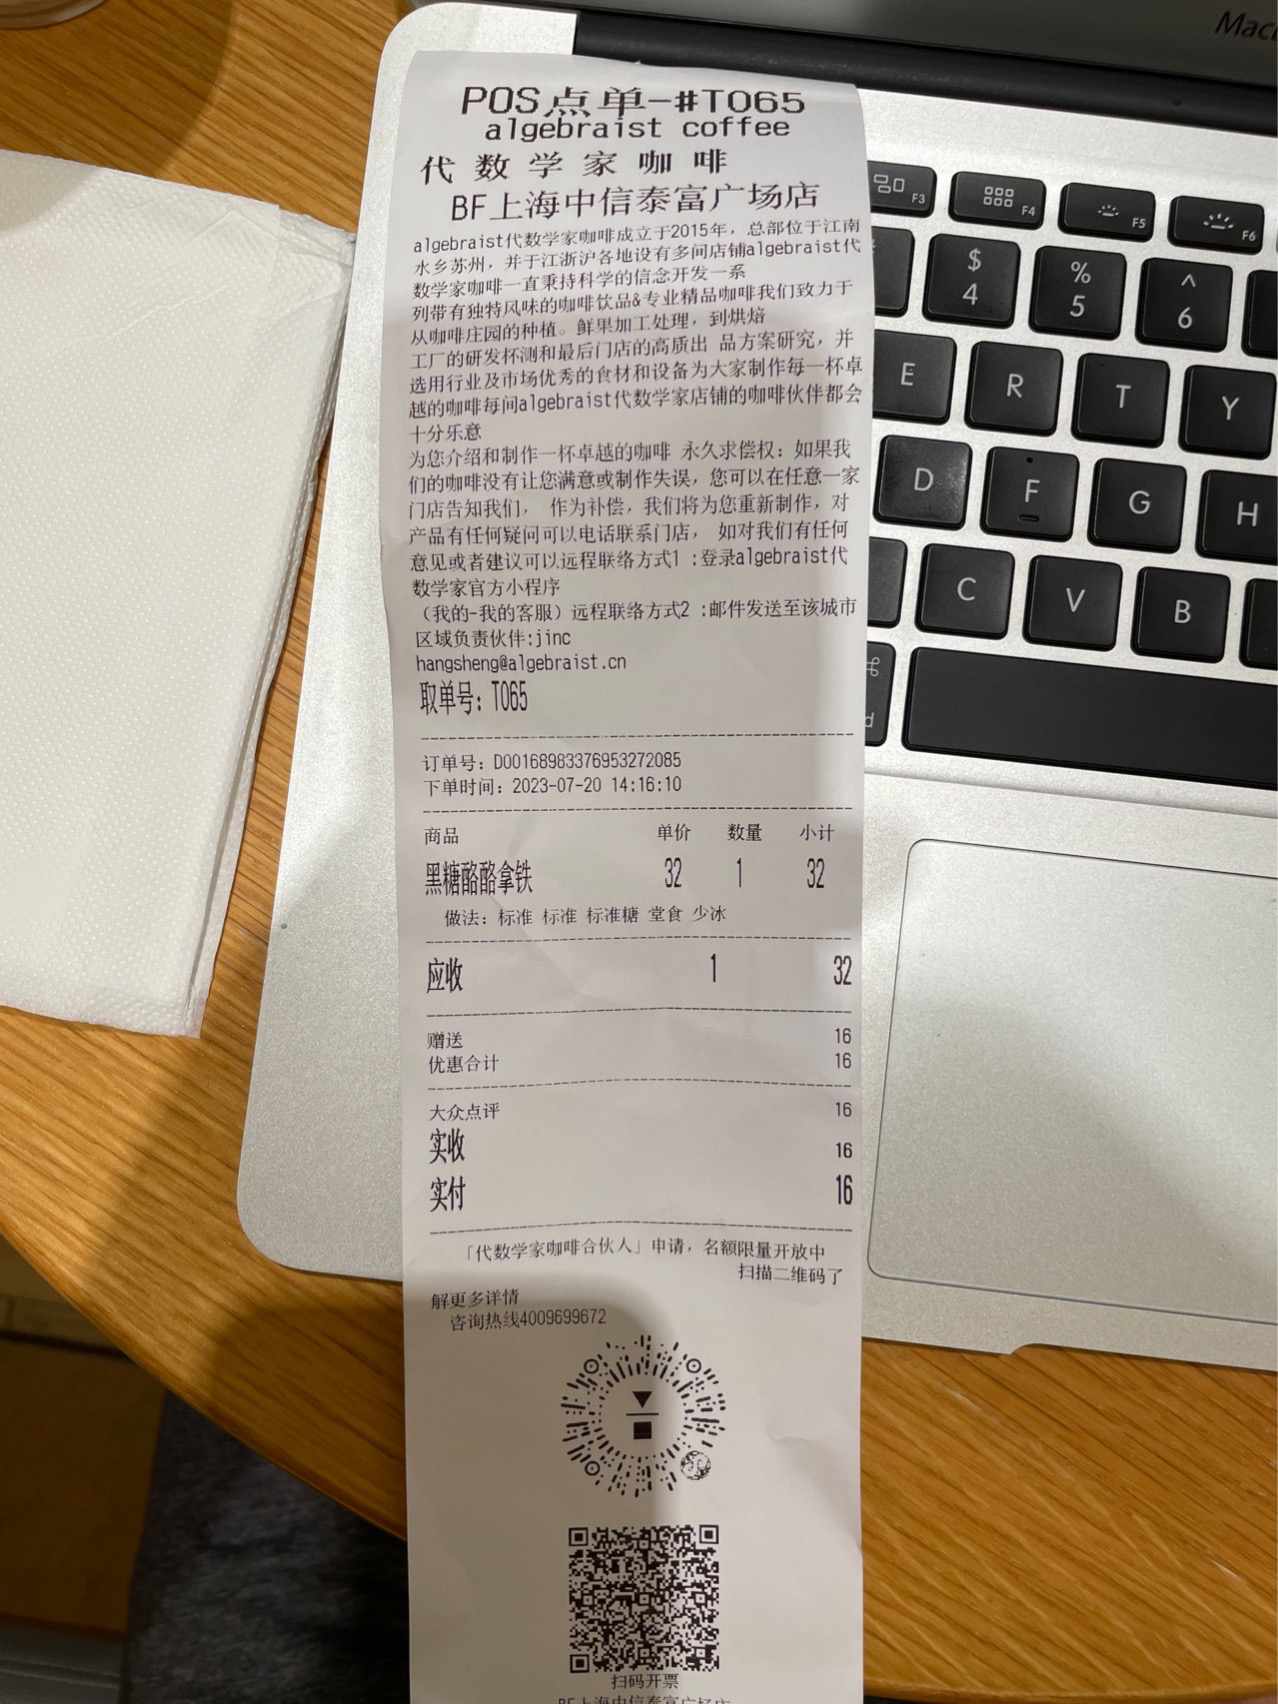 POS点单-#T065
algebraist coffee
代数学家咖啡
BF上海中信泰富广场店
algebraist代数学家咖啡成立于2015年，总部位于江南
水乡苏州，并于江浙沪各地设有多间店铺algebraist代
数学家咖啡一直秉持科学的信念开发一系
列带有独特风味的咖啡饮品&专业精品咖啡我们致力于
从咖啡庄园的种植。鲜果加工处理，到烘焙
工厂的研发杯测和最后门店的高质出 品方案研究，并
选用行业及市场优秀的食材和设备为大家制作每一杯卓
越的咖啡每间algebraist代数学家店铺的咖啡伙伴都会
十分乐意
为您介绍和制作一杯卓越的咖啡 永久求偿权：如果我
们的咖啡没有让您满意或制作失误，您可以在任意一家
门店告知我们， 作为补偿，我们将为您重新制作，对
产品有任何疑问可以电话联系门店， 如对我们有任何
意见或者建议可以远程联络方式1 :登录algebraist代
数学家官方小程序
（我的-我的客服）远程联络方式2 :邮件发送至该城市
区域负责伙伴:jinc
hangsheng@algebraist.cn
取单号：T065
订单号：D00168983376953272085
下单时间：2023-07-20 14:16:10
商品 单价 数量 小计
黑糖酪酪拿铁 32 1 32
做法：标准 标准 标准糖 堂食 少冰
应收 1 32
赠送 16
优惠合计 16
大众点评 16
实收 16
实付 16
「代数学家咖啡合伙人」申请，名额限量开放中
扫描二维码了
解更多详情
咨询热线4009699672
扫码开票
BF上海中信泰富广场店
F3 F4 F5 F6
$ 4 % 5 ^ 6
E R T Y
D F G H
C V B
⌘